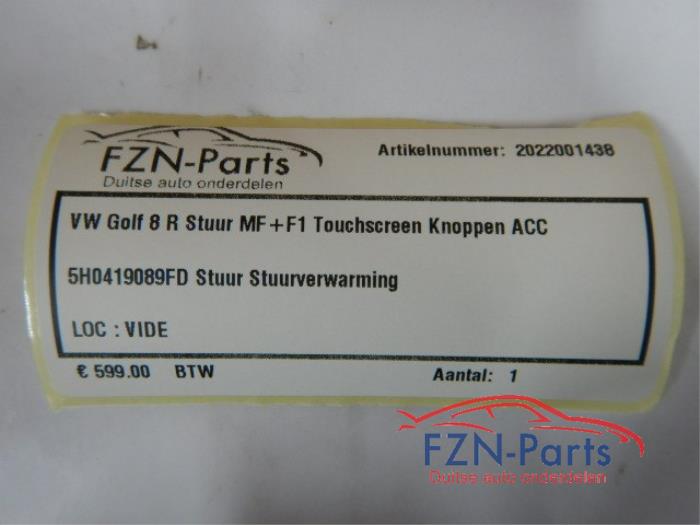 FZN-Parts
Duitse auto onderdelen
Artikelnummer: 2022001438
VW Golf 8 R Stuur MF+F1 Touchscreen Knoppen ACC
5H0419089FD Stuur Stuurverwarming
LOC : VIDE
€ 599.00 BTW
Aantal: 1
FZN-Parts
Duitse auto onderdelen